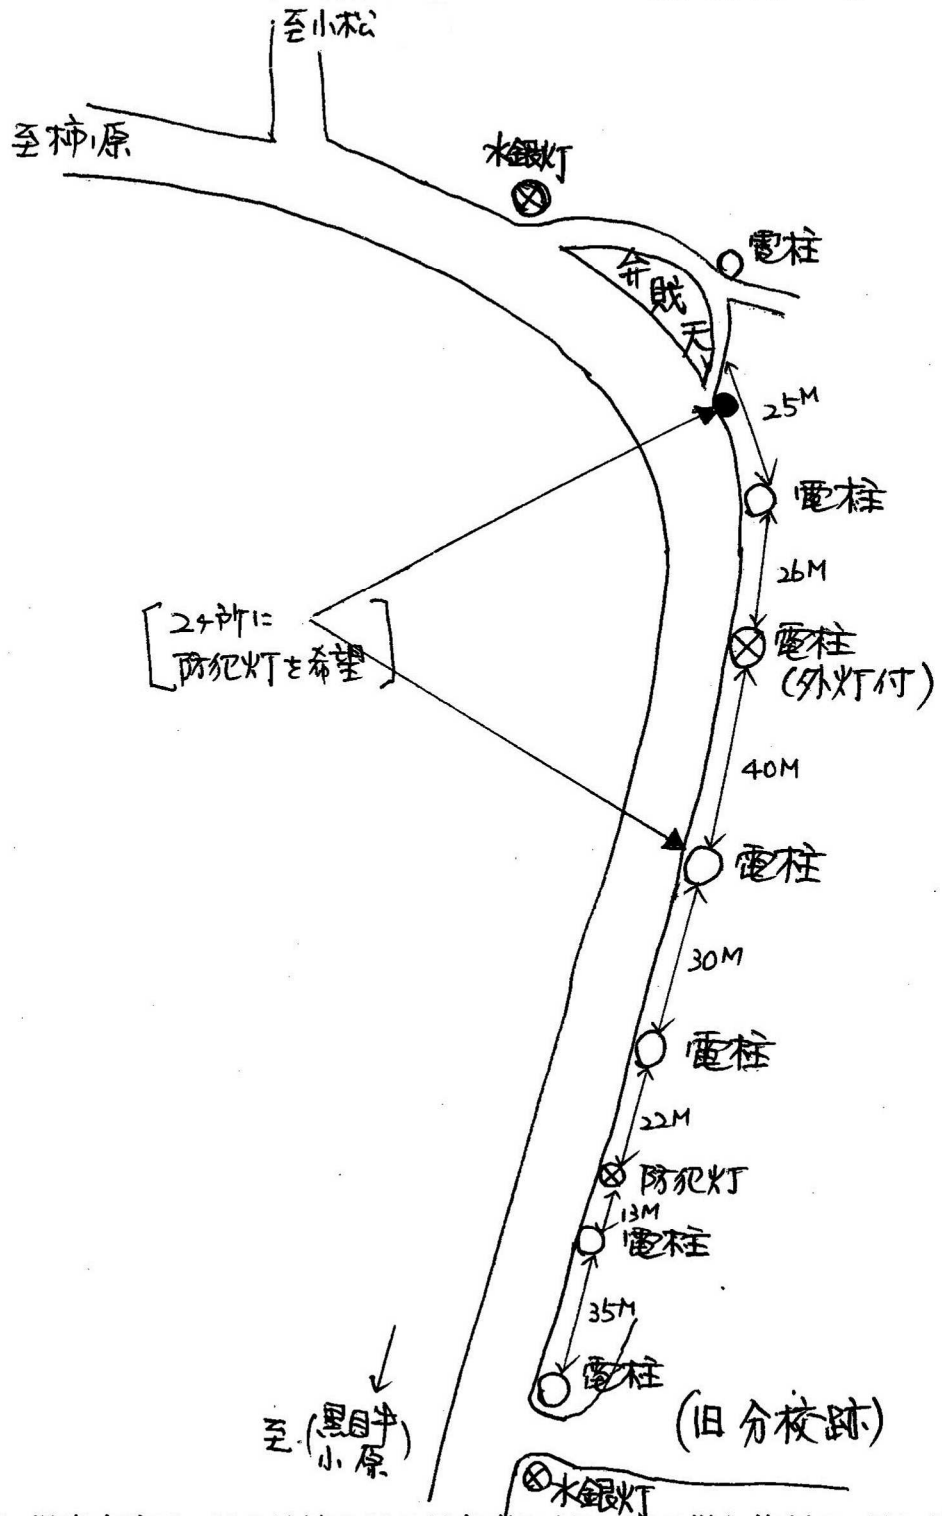 至小松
至柿原
水銀灯
電柱
弁
財
天
25M
電柱
26M
2ヶ所に
防犯灯を希望
電柱
(外灯付)
40M
電柱
30M
電柱
22M
防犯灯
13M
電柱
35M
電柱
(旧分校跡)
至(黒目牛
小原)
水銀灯